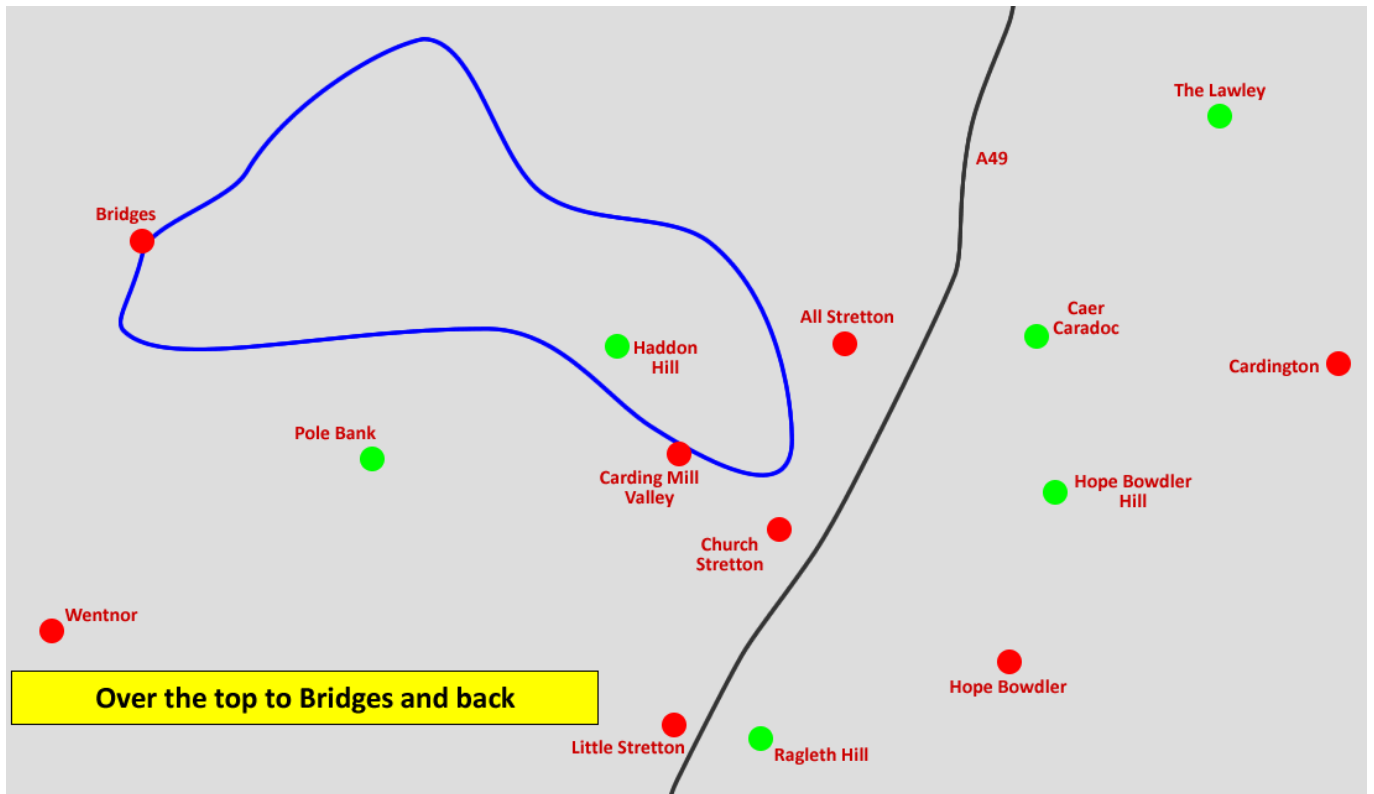 The Lawley
A49
Bridges
Caer
Caradoc
All Stretton
Haddon
Hill
Cardington
Pole Bank
Carding Mill
Valley
Hope Bowdler
Hill
Church
Stretton
Wentnor
Hope Bowdler
Over the top to Bridges and back
Little Stretton
Ragleth Hill